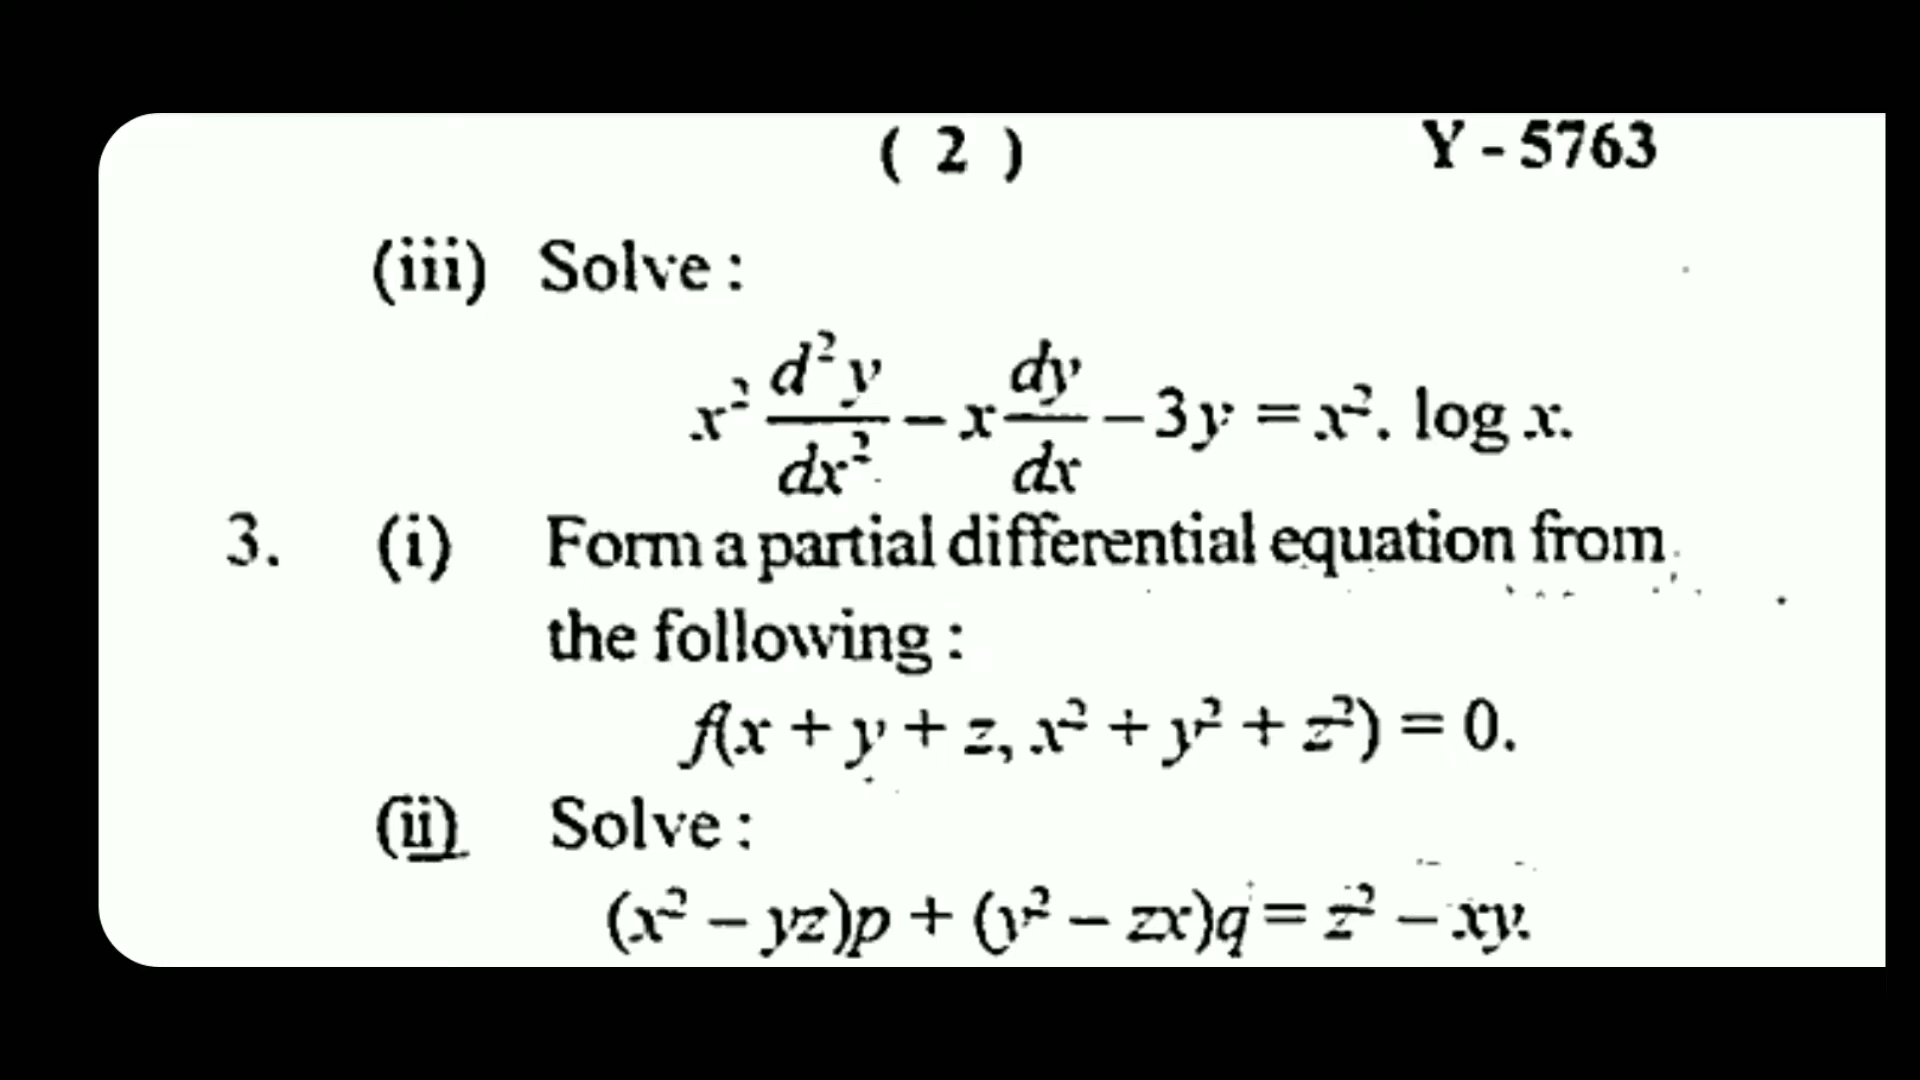 ( 2 ) Y - 5763
(iii) Solve :
x² d²y/dx² – x dy/dx – 3y = x². log x.
3. (i) Form a partial differential equation from
the following :
f(x + y + z, x² + y² + z²) = 0.
(ii) Solve :
(x² – yz)p + (y² – zx)q = z² – xy.